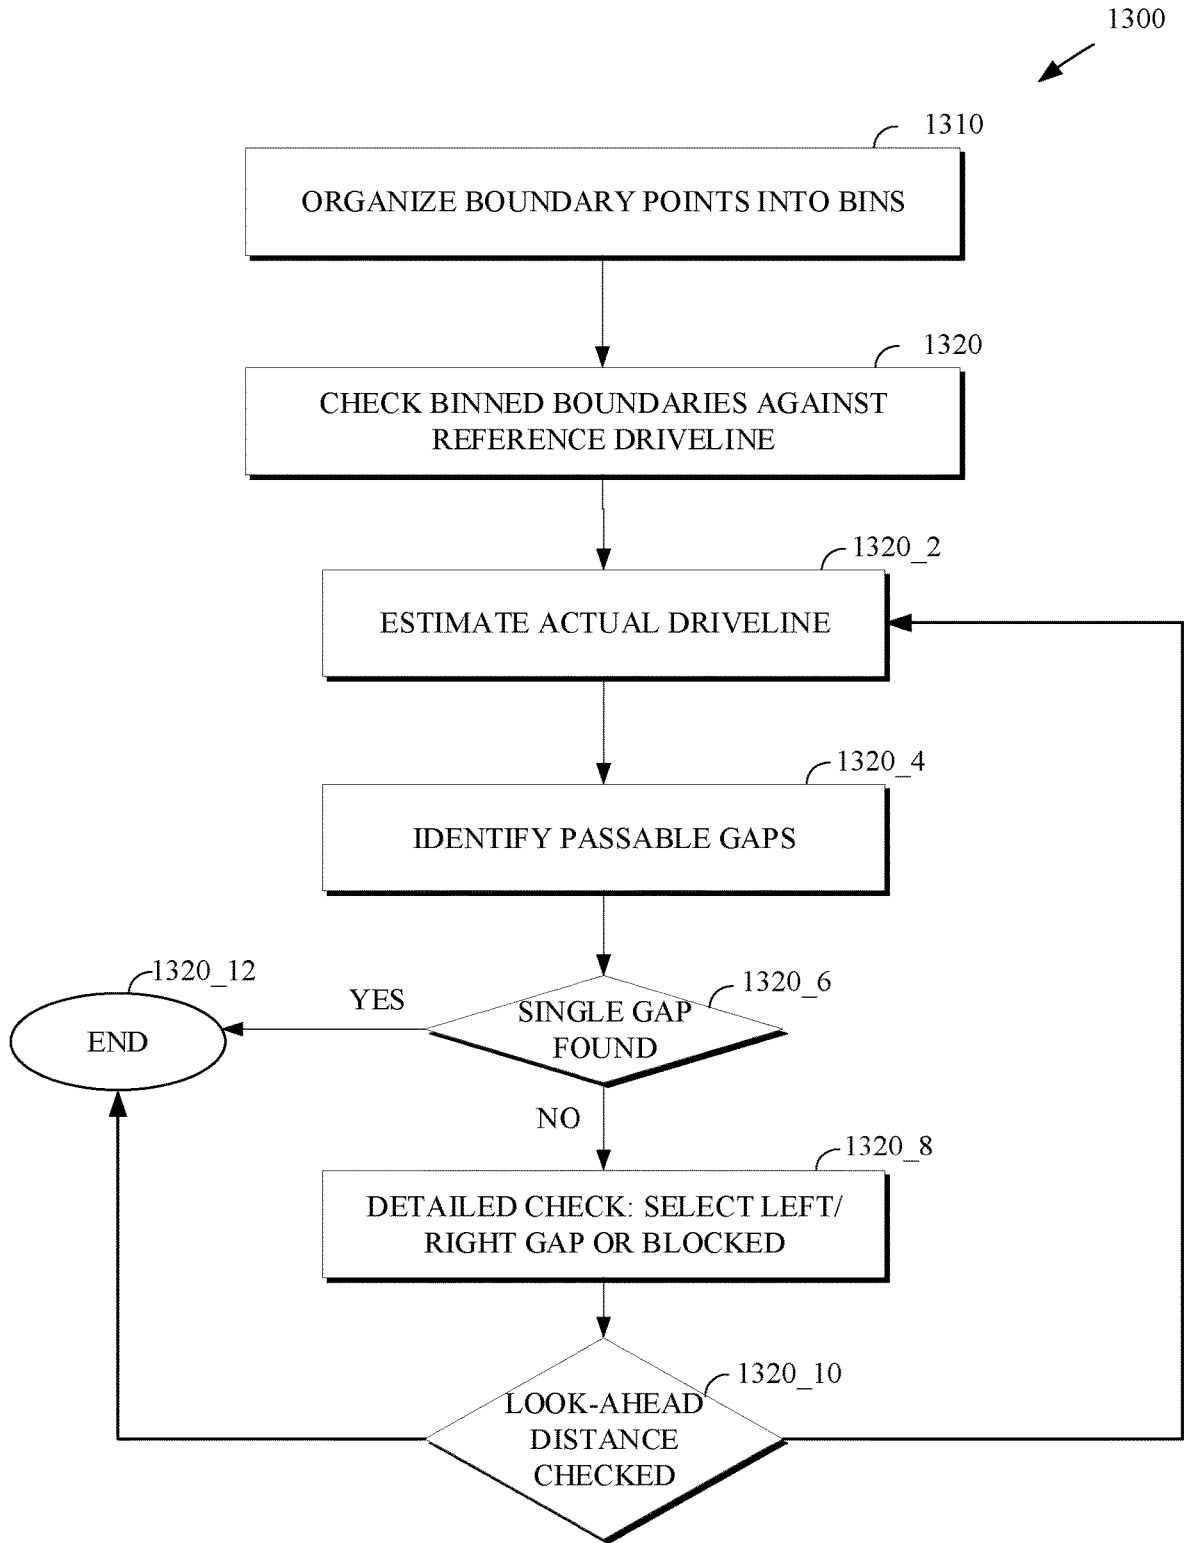 1300
1310
ORGANIZE BOUNDARY POINTS INTO BINS
1320
CHECK BINNED BOUNDARIES AGAINST
REFERENCE DRIVELINE
1320_2
ESTIMATE ACTUAL DRIVELINE
1320_4
IDENTIFY PASSABLE GAPS
1320_12
END
YES
1320_6
SINGLE GAP
FOUND
NO
1320_8
DETAILED CHECK: SELECT LEFT/
RIGHT GAP OR BLOCKED
1320_10
LOOK-AHEAD
DISTANCE
CHECKED